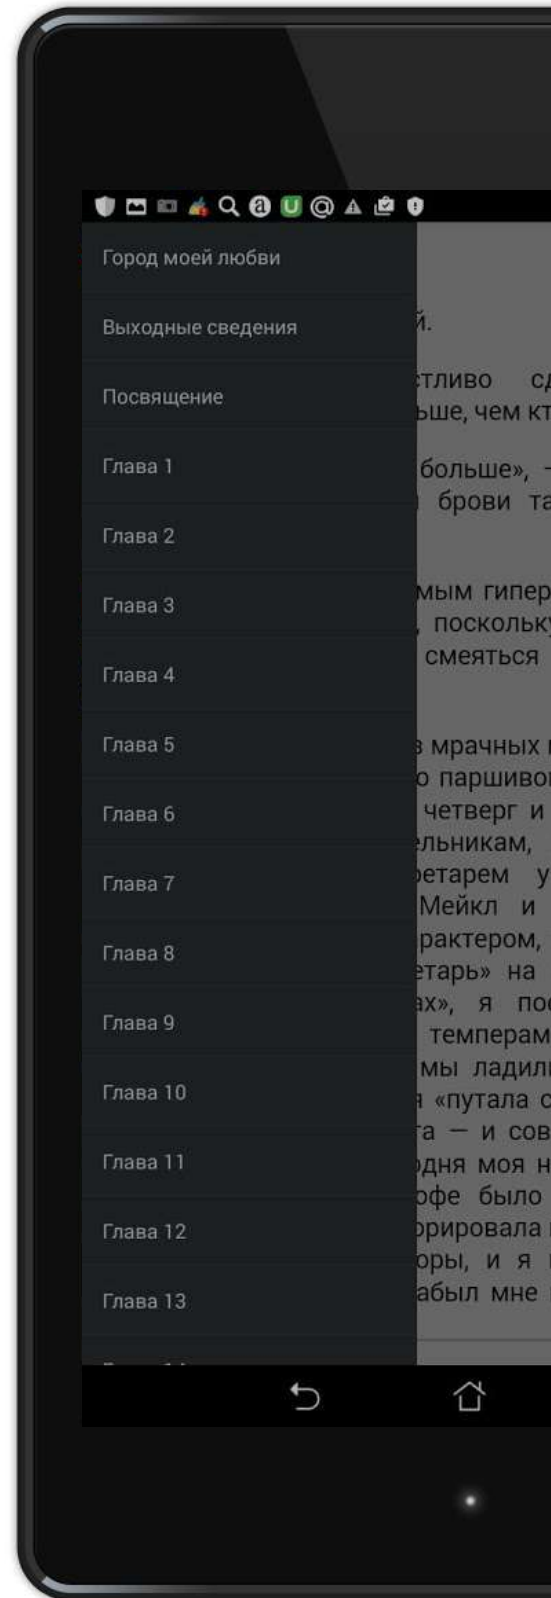 Город моей любви
Выходные сведения
Посвящение
Глава 1
Глава 2
Глава 3
Глава 4
Глава 5
Глава 6
Глава 7
Глава 8
Глава 9
Глава 10
Глава 11
Глава 12
Глава 13
й.
стливо сд
ьше, чем кт
больше», –
брови та
мым гипер
, поскольку
смеяться
з мрачных
о паршиво
четверг и
льникам,
ретарем у
Мейкл и
рактером,
етарь» на
ах», я пос
темперам
мы ладил
я «путала с
та — и сов
одня моя н
офе было
орировала
оры, и я
абыл мне